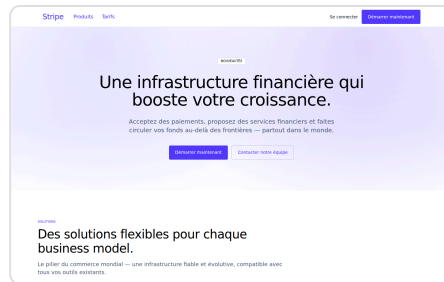 Stripe Produits Tarifs Se connecter Démarrer maintenant
NOUVEAUTÉS
Une infrastructure financière qui
booste votre croissance.
Acceptez des paiements, proposez des services financiers et faites
circuler vos fonds au-delà des frontières — partout dans le monde.
Démarrer maintenant Contacter notre équipe
SOLUTIONS
Des solutions flexibles pour chaque
business model.
Le pilier du commerce mondial — une infrastructure fiable et évolutive, compatible avec
tous vos outils existants.